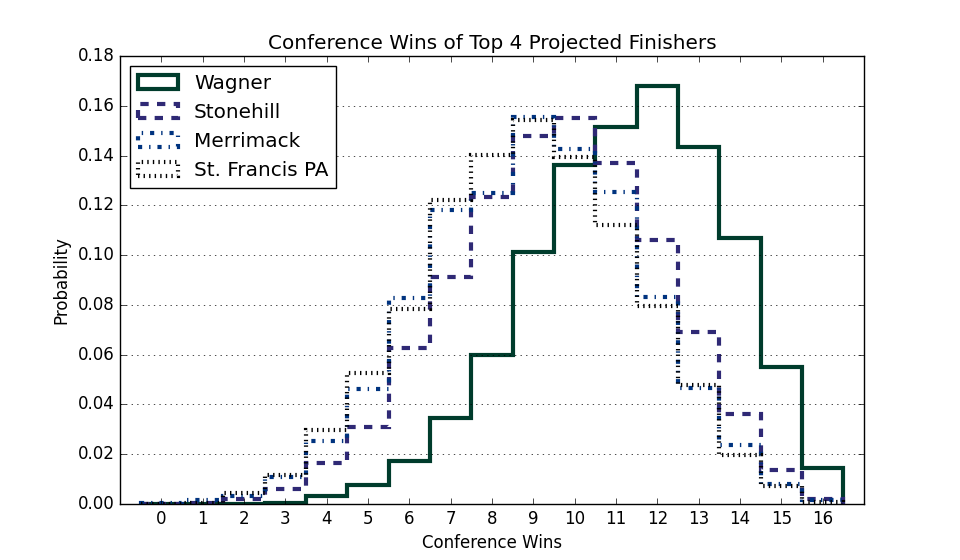 Conference Wins of Top 4 Projected Finishers
Wagner
Stonehill
Merrimack
St. Francis PA
0.18
0.16
0.14
0.12
0.10
0.08
0.06
0.04
0.02
0.00
Probability
0 1 2 3 4 5 6 7 8 9 10 11 12 13 14 15 16
Conference Wins